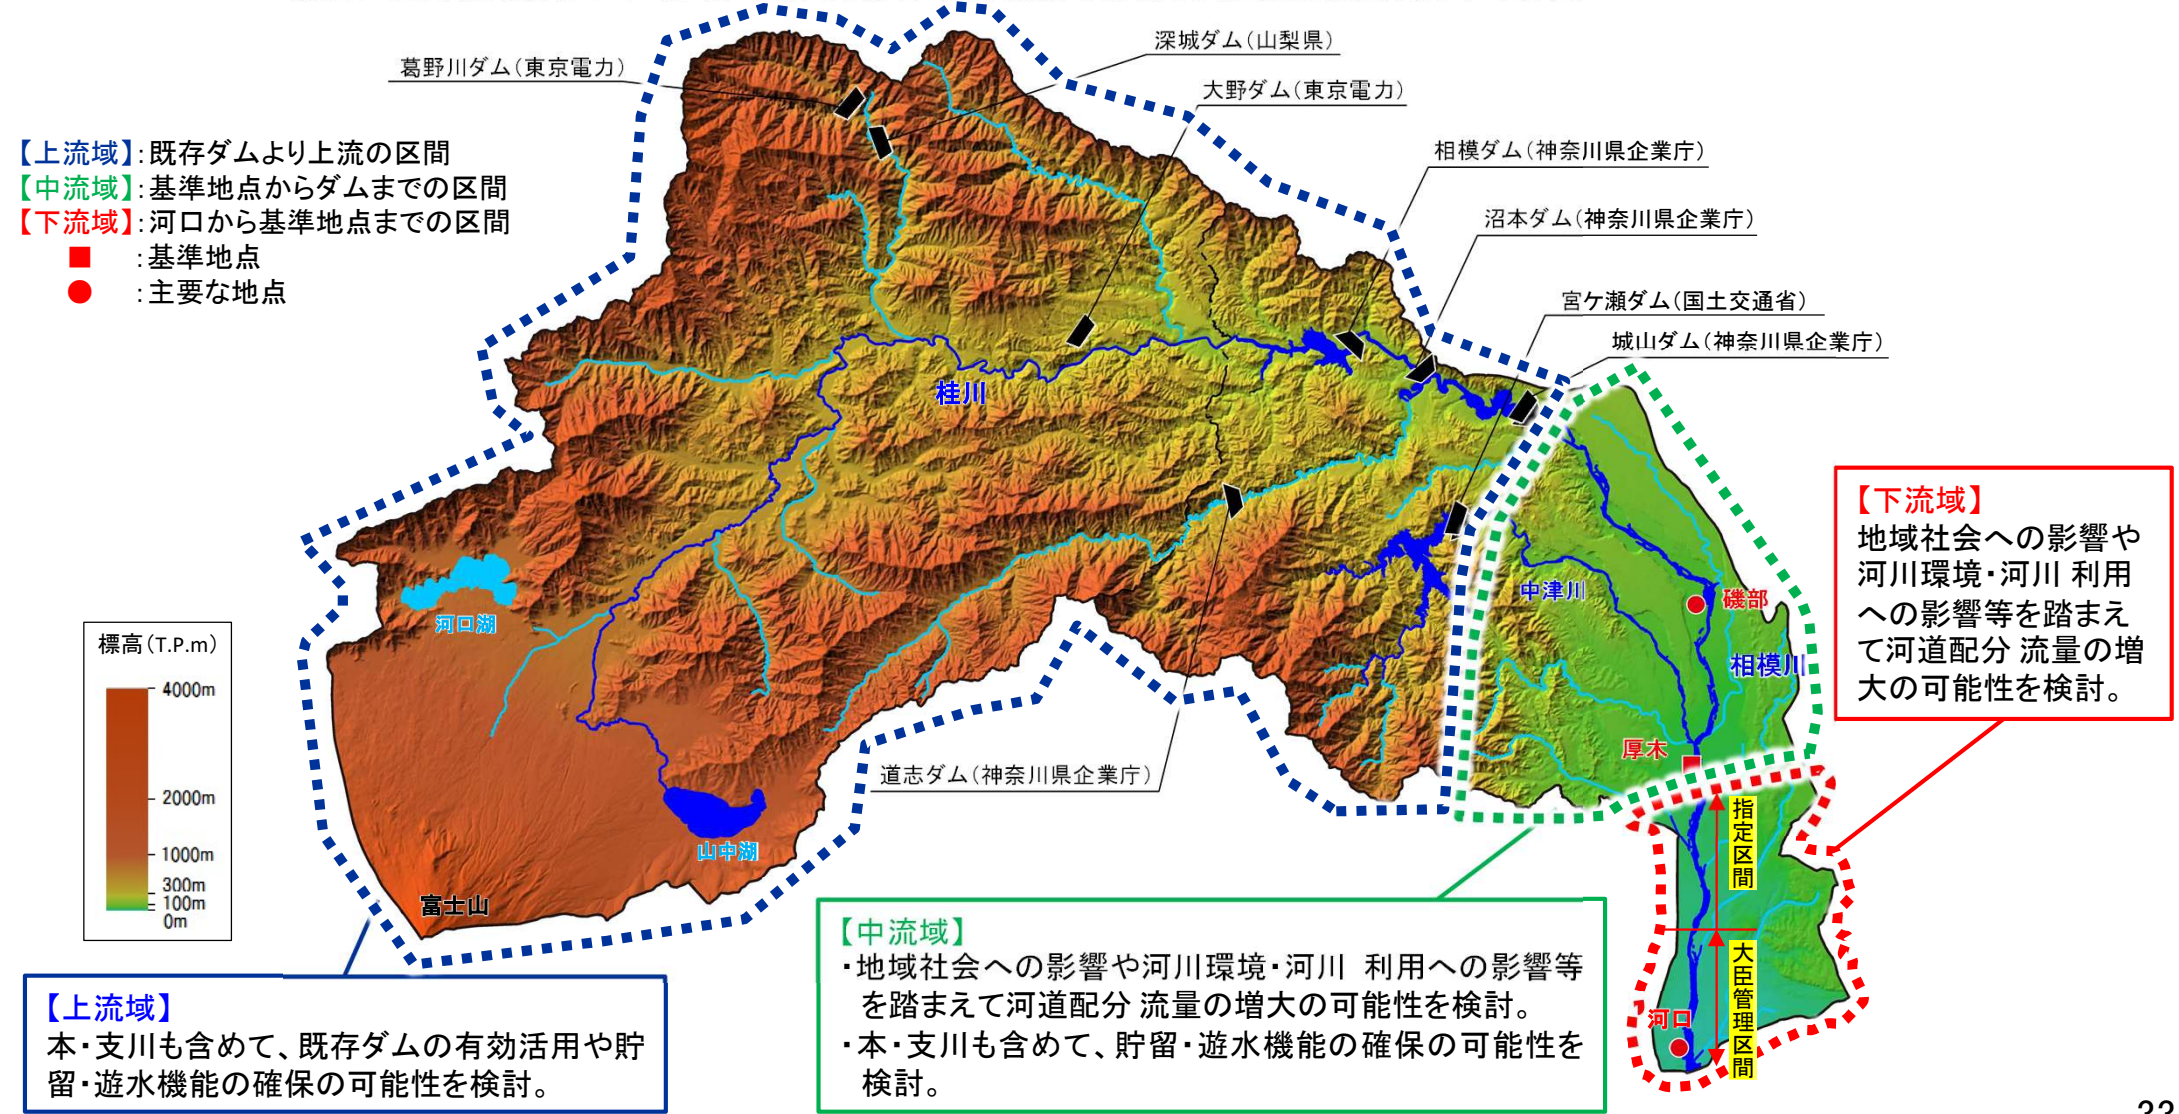 葛野川ダム(東京電力)
深城ダム(山梨県)
大野ダム(東京電力)
相模ダム(神奈川県企業庁)
沼本ダム(神奈川県企業庁)
宮ケ瀬ダム(国土交通省)
城山ダム(神奈川県企業庁)
【上流域】:既存ダムより上流の区間
【中流域】:基準地点からダムまでの区間
【下流域】:河口から基準地点までの区間
:基準地点
:主要な地点
桂川
中津川
磯部
相模川
厚木
河口湖
山中湖
富士山
道志ダム(神奈川県企業庁)
指定区間
大臣管理区間
河口
標高(T.P.m)
4000m
2000m
1000m
300m
100m
0m
【下流域】
地域社会への影響や
河川環境・河川 利用
への影響等を踏まえ
て河道配分 流量の増
大の可能性を検討。
【上流域】
本・支川も含めて、既存ダムの有効活用や貯
留・遊水機能の確保の可能性を検討。
【中流域】
・地域社会への影響や河川環境・河川 利用への影響等
を踏まえて河道配分 流量の増大の可能性を検討。
・本・支川も含めて、貯留・遊水機能の確保の可能性を
検討。